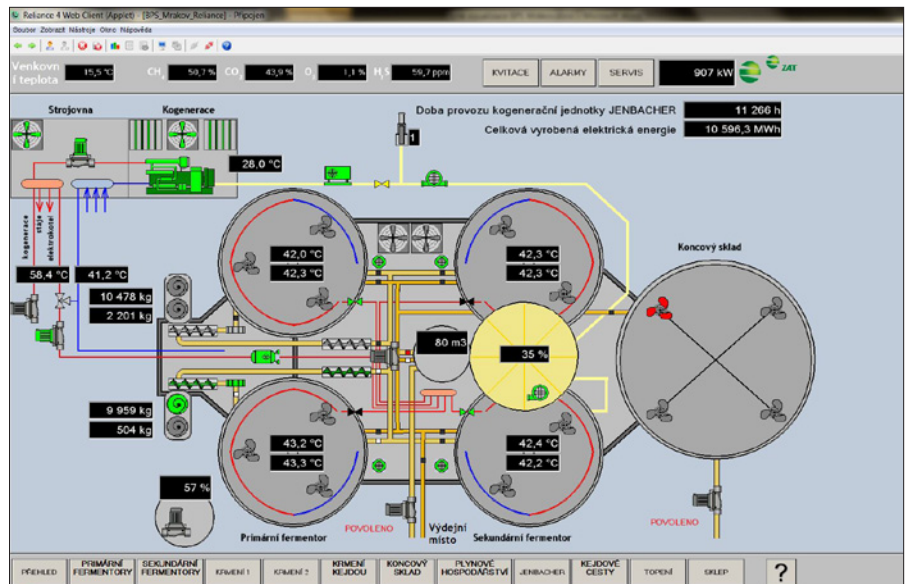 Reliance 4 Web Client (Applet) - [BPS_Mrakov_Reliance] - Připojen
Soubor Zobrazit Nástroje Okno Nápověda
Venkovn
í teplota
15,5 °C
CH4 50,7 %
CO2 43,9 %
O2 1,1 %
H2S 59,7 ppm
KVITACE
ALARMY
SERVIS
907 kW
ZAT
Strojovna
Kogenerace
Doba provozu kogenerační jednotky JENBACHER 11 266 h
Celková vyrobená elektrická energie 10 596,3 MWh
1
28,0 °C
kogenerace
staje
elektrokotel
58,4 °C
41,2 °C
42,0 °C
42,3 °C
42,3 °C
42,3 °C
Koncový sklad
10 478 kg
2 201 kg
80 m3
35 %
9 959 kg
504 kg
43,2 °C
43,3 °C
42,4 °C
42,2 °C
57 %
Primární fermentor
POVOLENO
Výdejní
místo
Sekundární fermentor
POVOLENO
PŘEHLED
PRIMÁRNÍ
FERMENTORY
SEKUNDÁRNÍ
FERMENTORY
KRMENÍ 1
KRMENÍ 2
KRMENÍ
KEJDOU
KONCOVÝ
SKLAD
PLYNOVÉ
HOSPODÁŘSTVÍ
JENBACHER
KEJDOVÉ
CESTY
TOPENÍ
SKLEP
?